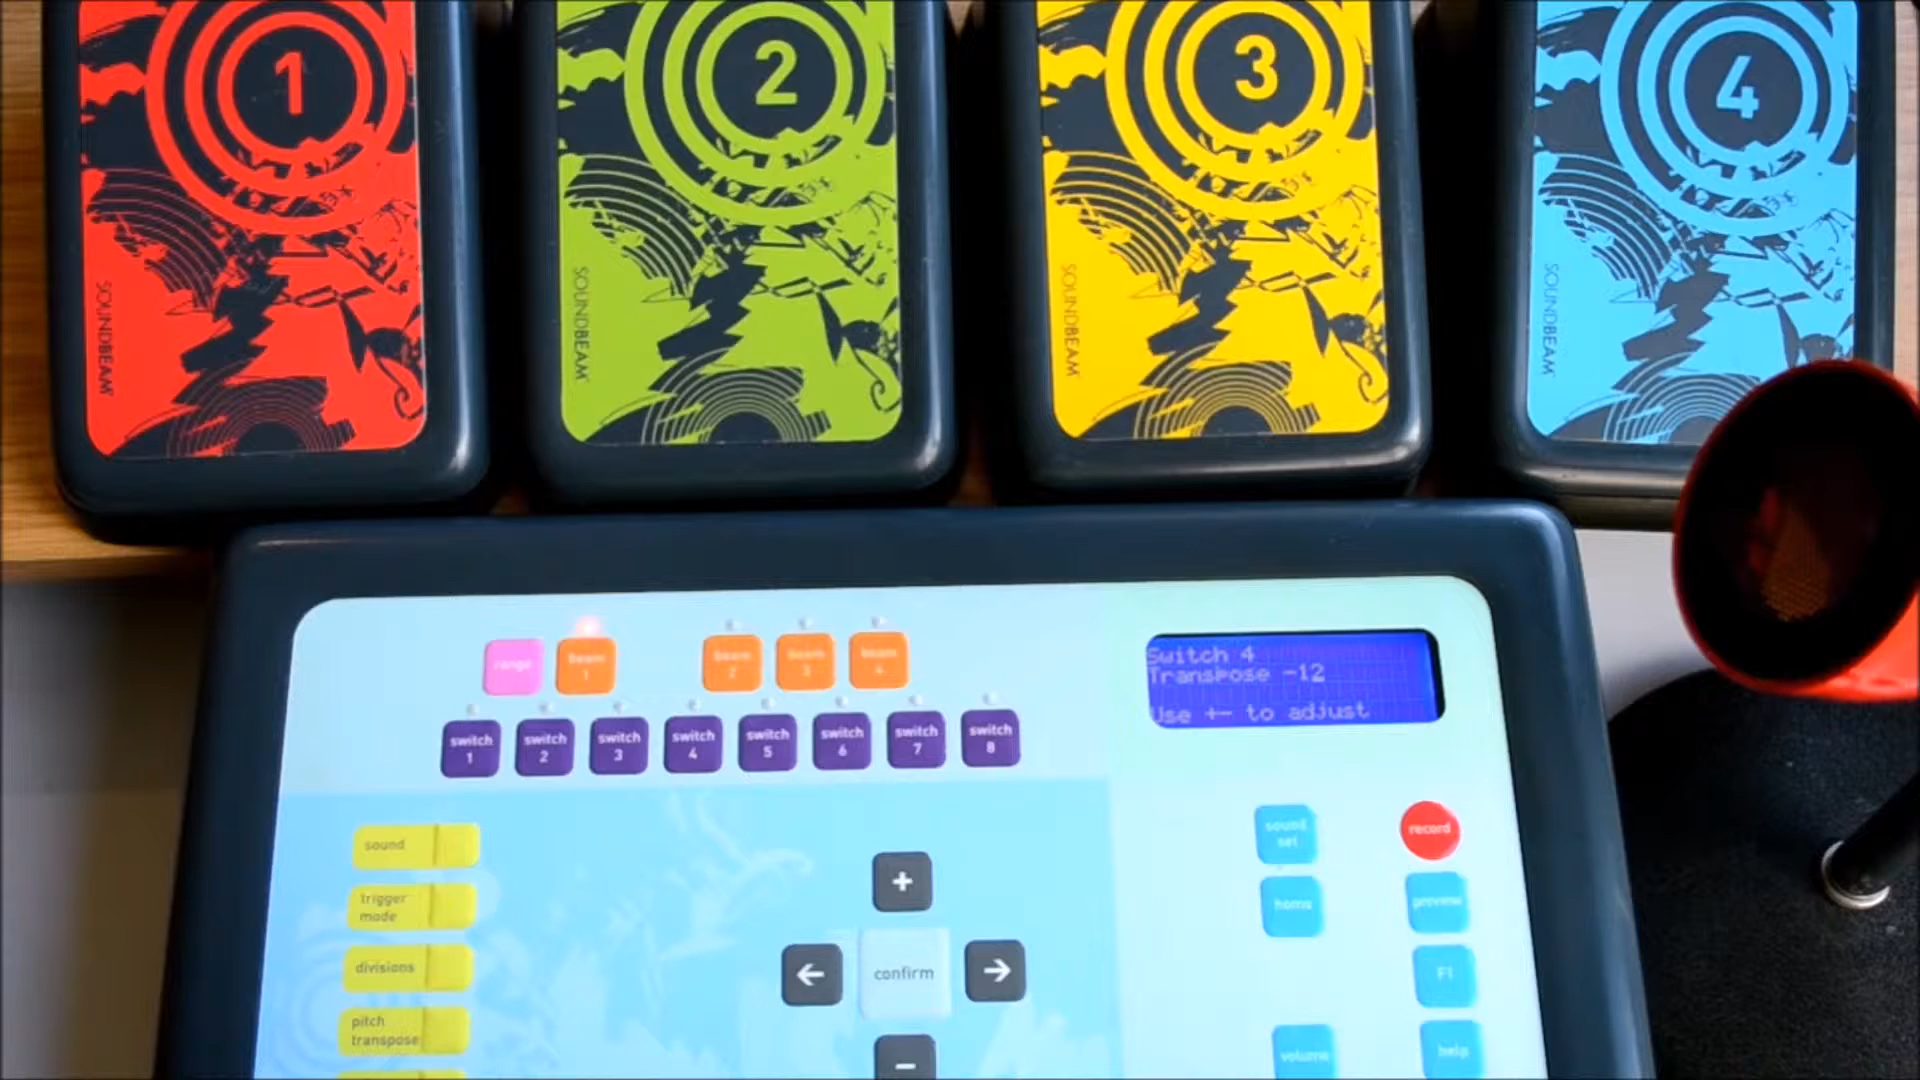 1
2
3
4
SOUNDBEAM
SOUNDBEAM
SOUNDBEAM
SOUNDBEAM
range
beam
1
beam
2
beam
3
beam
4
switch
1
switch
2
switch
3
switch
4
switch
5
switch
6
switch
7
switch
8
Switch 4
Transpose -12
Use +- to adjust
sound
trigger
mode
divisions
pitch
transpose
+
←
confirm
→
-
sound
set
record
home
preview
F1
volume
help